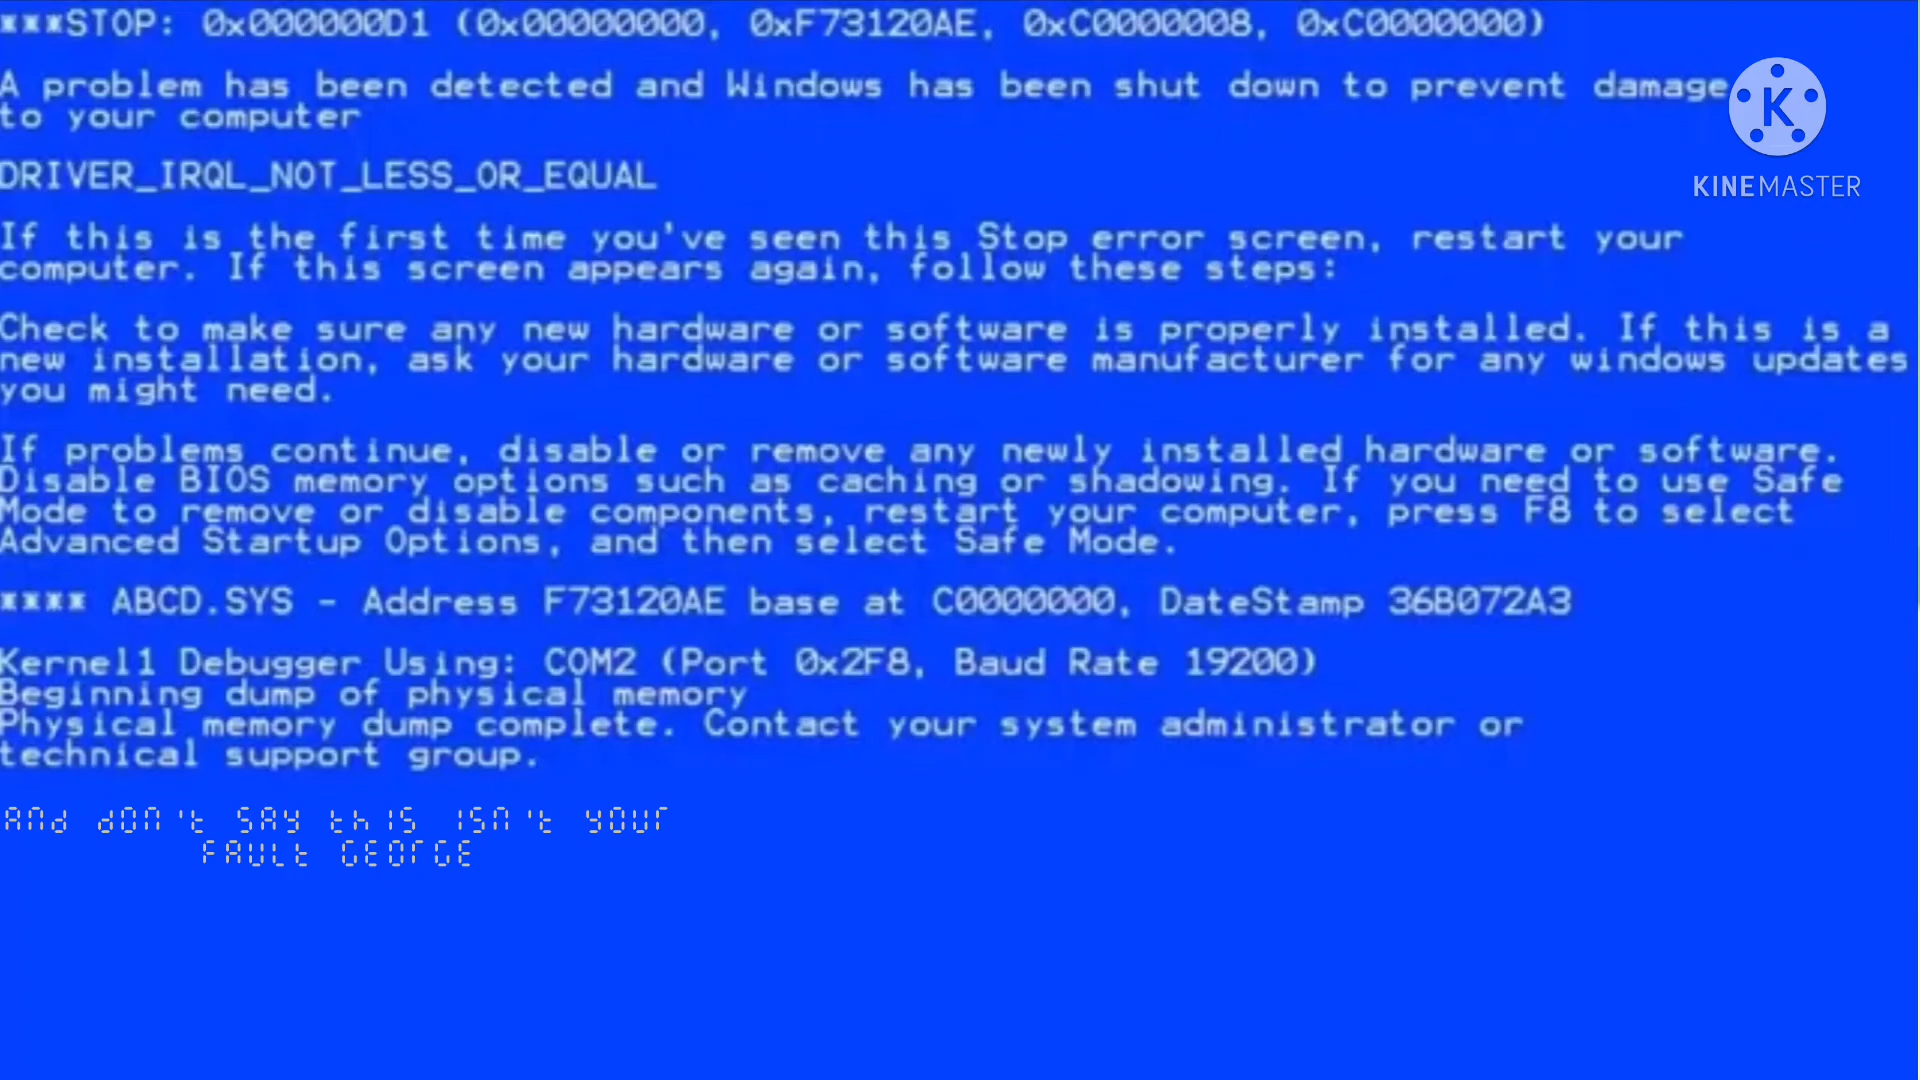 ***STOP: 0x000000D1 (0x00000000, 0xF73120AE, 0xC0000008, 0xC0000000)
A problem has been detected and Windows has been shut down to prevent damage
to your computer
DRIVER_IRQL_NOT_LESS_OR_EQUAL
If this is the first time you've seen this Stop error screen, restart your
computer. If this screen appears again, follow these steps:
Check to make sure any new hardware or software is properly installed. If this is a
new installation, ask your hardware or software manufacturer for any windows updates
you might need.
If problems continue, disable or remove any newly installed hardware or software.
Disable BIOS memory options such as caching or shadowing. If you need to use Safe
Mode to remove or disable components, restart your computer, press F8 to select
Advanced Startup Options, and then select Safe Mode.
**** ABCD.SYS - Address F73120AE base at C0000000, DateStamp 36B072A3
Kernel1 Debugger Using: COM2 (Port 0x2F8, Baud Rate 19200)
Beginning dump of physical memory
Physical memory dump complete. Contact your system administrator or
technical support group.
And don't say this isn't your
fault george
K
KINEMASTER